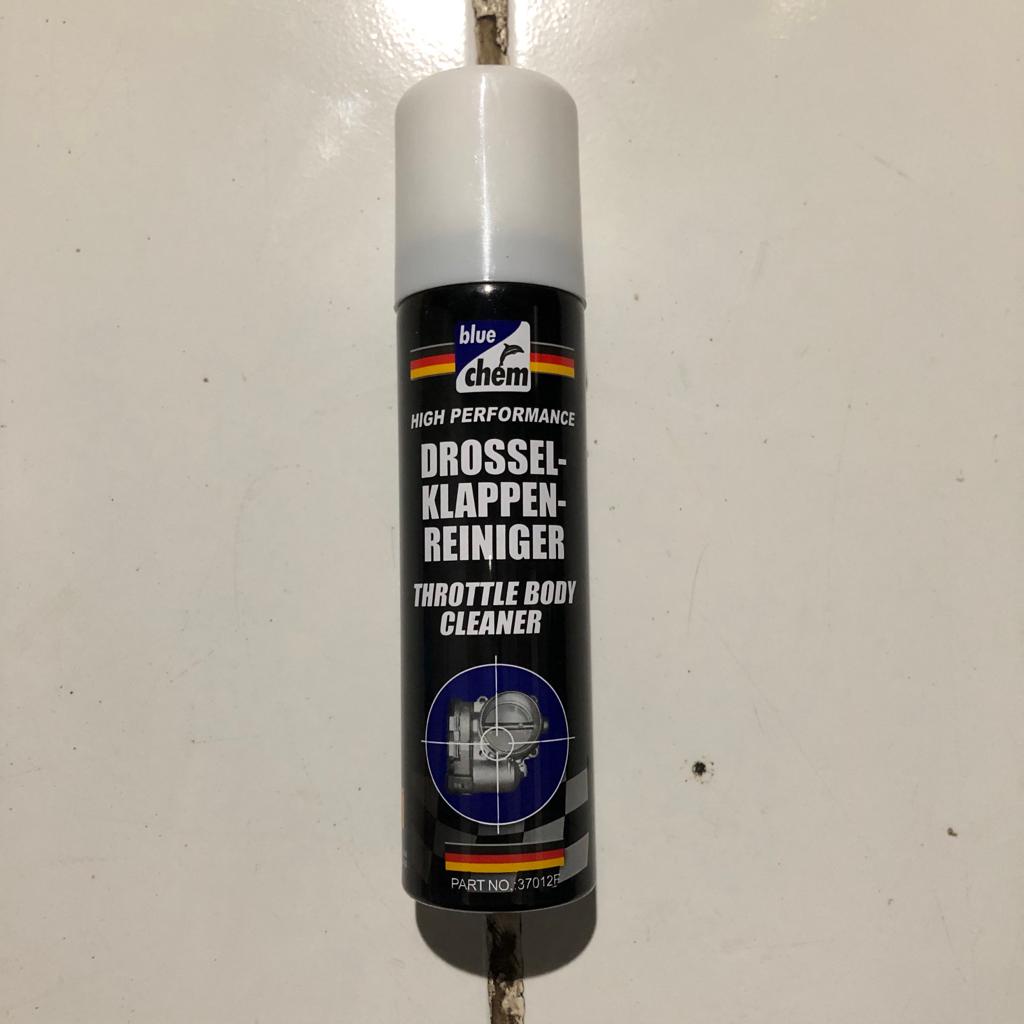 blue
chem
HIGH PERFORMANCE
DROSSEL-
KLAPPEN-
REINIGER
THROTTLE BODY
CLEANER
PART NO.:37012F